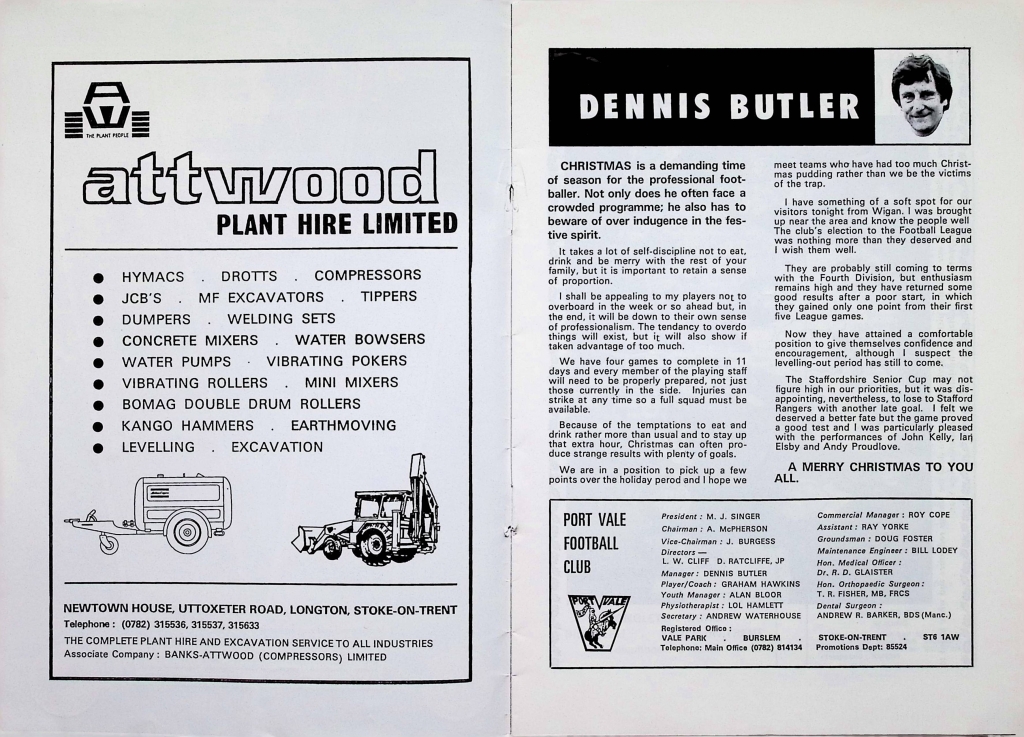 THE PLANT PEOPLE
attwood
PLANT HIRE LIMITED
● HYMACS . DROTTS . COMPRESSORS
● JCB'S . MF EXCAVATORS . TIPPERS
● DUMPERS . WELDING SETS
● CONCRETE MIXERS . WATER BOWSERS
● WATER PUMPS . VIBRATING POKERS
● VIBRATING ROLLERS . MINI MIXERS
● BOMAG DOUBLE DRUM ROLLERS
● KANGO HAMMERS . EARTHMOVING
● LEVELLING . EXCAVATION
NEWTOWN HOUSE, UTTOXETER ROAD, LONGTON, STOKE-ON-TRENT
Telephone : (0782) 315536, 315537, 315633
THE COMPLETE PLANT HIRE AND EXCAVATION SERVICE TO ALL INDUSTRIES
Associate Company : BANKS-ATTWOOD (COMPRESSORS) LIMITED
DENNIS BUTLER
CHRISTMAS is a demanding time
of season for the professional foot-
baller. Not only does he often face a
crowded programme; he also has to
beware of over indugence in the fes-
tive spirit.
It takes a lot of self-discipline not to eat,
drink and be merry with the rest of your
family, but it is important to retain a sense
of proportion.
I shall be appealing to my players not to
overboard in the week or so ahead but, in
the end, it will be down to their own sense
of professionalism. The tendancy to overdo
things will exist, but it will also show if
taken advantage of too much.
We have four games to complete in 11
days and every member of the playing staff
will need to be properly prepared, not just
those currently in the side. Injuries can
strike at any time so a full squad must be
available.
Because of the temptations to eat and
drink rather more than usual and to stay up
that extra hour, Christmas can often pro-
duce strange results with plenty of goals.
We are in a position to pick up a few
points over the holiday perod and I hope we
meet teams who have had too much Christ-
mas pudding rather than we be the victims
of the trap.
I have something of a soft spot for our
visitors tonight from Wigan. I was brought
up near the area and know the people well
The club's election to the Football League
was nothing more than they deserved and
I wish them well.
They are probably still coming to terms
with the Fourth Division, but enthusiasm
remains high and they have returned some
good results after a poor start, in which
they gained only one point from their first
five League games.
Now they have attained a comfortable
position to give themselves confidence and
encouragement, although I suspect the
levelling-out period has still to come.
The Staffordshire Senior Cup may not
figure high in our priorities, but it was dis-
appointing, nevertheless, to lose to Stafford
Rangers with another late goal. I felt we
deserved a better fate but the game proved
a good test and I was particularly pleased
with the performances of John Kelly, Ian
Elsby and Andy Proudlove.
A MERRY CHRISTMAS TO YOU
ALL.
PORT VALE
FOOTBALL
CLUB
PORT VALE
President : M. J. SINGER
Chairman : A. McPHERSON
Vice-Chairman : J. BURGESS
Directors —
L. W. CLIFF D. RATCLIFFE, JP
Manager : DENNIS BUTLER
Player/Coach : GRAHAM HAWKINS
Youth Manager : ALAN BLOOR
Physiotherapist : LOL HAMLETT
Secretary : ANDREW WATERHOUSE
Commercial Manager : ROY COPE
Assistant : RAY YORKE
Groundsman : DOUG FOSTER
Maintenance Engineer : BILL LODEY
Hon. Medical Officer :
Dr. R. D. GLAISTER
Hon. Orthopaedic Surgeon :
T. R. FISHER, MB, FRCS
Dental Surgeon :
ANDREW R. BARKER, BDS (Manc.)
Registered Office :
VALE PARK . BURSLEM . STOKE-ON-TRENT . ST6 1AW
Telephone: Main Office (0782) 814134 Promotions Dept: 85524